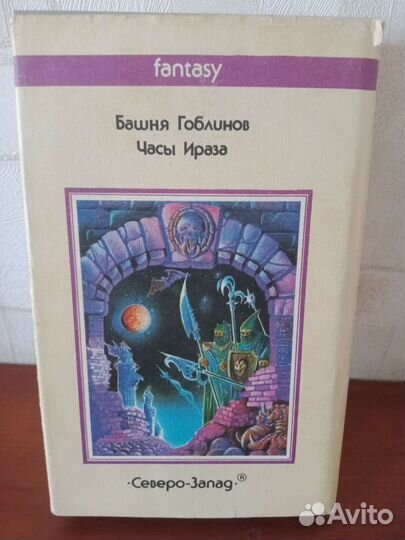 fantasy
Башня Гоблинов
Часы Ираза
·Северо-Запад·®
Avito